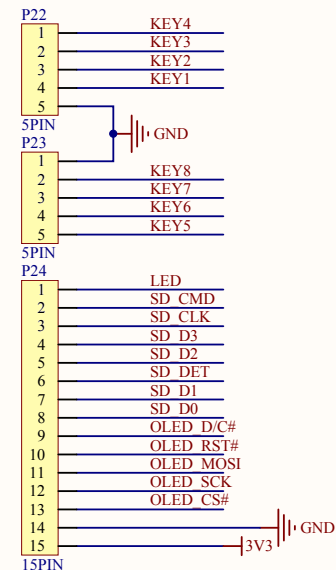 P22
1 KEY4
2 KEY3
3 KEY2
4 KEY1
5
5PIN
GND
P23
1
2 KEY8
3 KEY7
4 KEY6
5 KEY5
5PIN
P24
1 LED
2 SD_CMD
3 SD_CLK
4 SD_D3
5 SD_D2
6 SD_DET
7 SD_D1
8 SD_D0
9 OLED_D/C#
10 OLED_RST#
11 OLED_MOSI
12 OLED_SCK
13 OLED_CS#
14 GND
15 3V3
15PIN